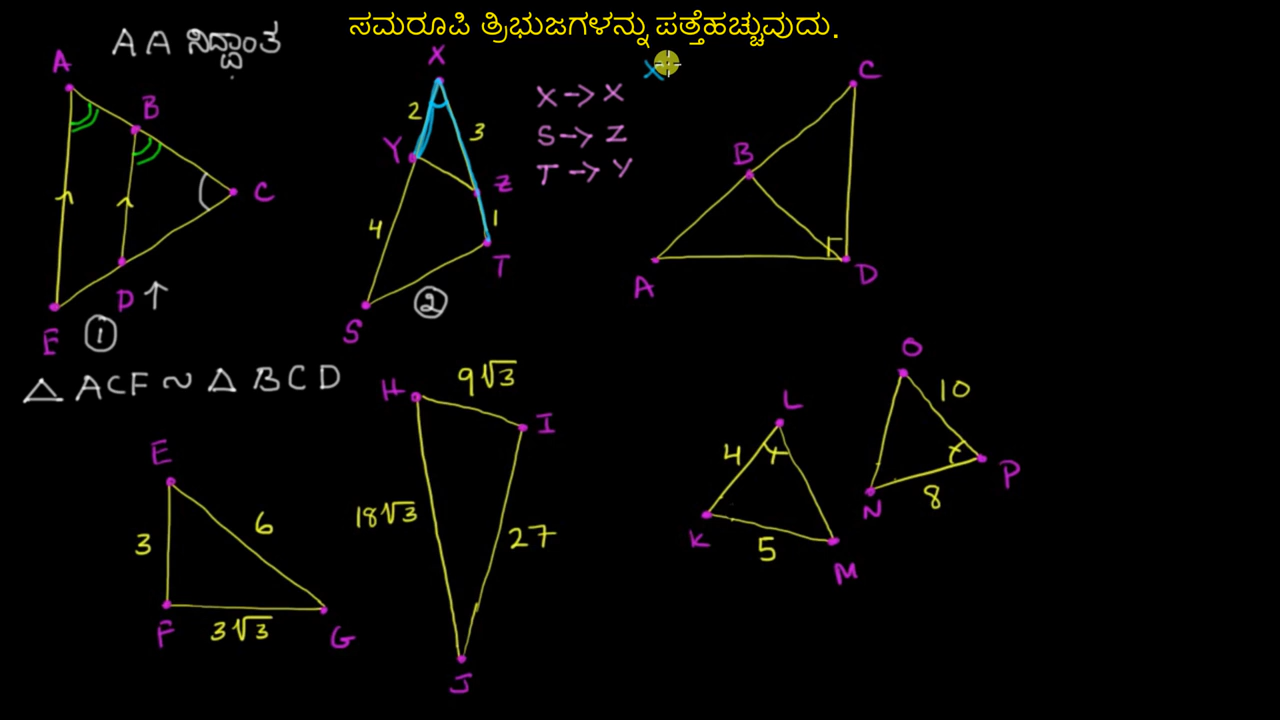 ಸಮರೂಪಿ ತ್ರಿಭುಜಗಳನ್ನು ಪತ್ತೆಹಚ್ಚುವುದು.
AA ಸಿದ್ಧಾಂತ
A
B
C
D ↑
F
1
△ ACF ~ △ BCD
X
2
3
Y
Z
4
1
T
S
2
X → X
S → Z
T → Y
X
C
B
A
D
E
3
6
F
3√3
G
H
9√3
I
18√3
27
J
L
4
K
5
M
O
10
P
N
8